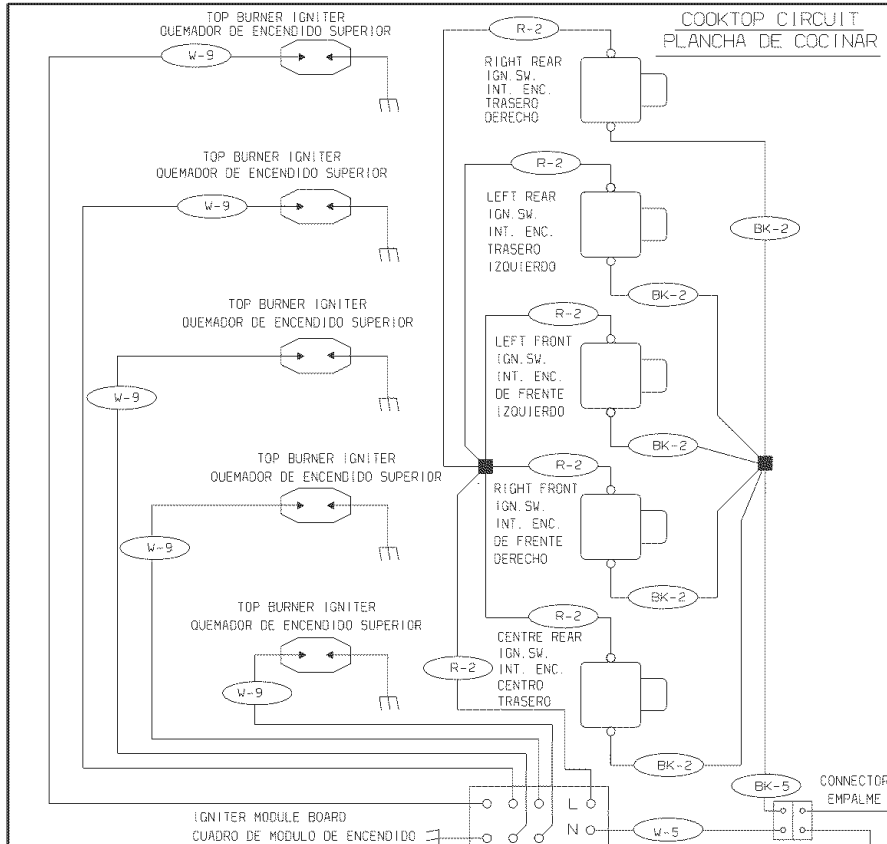 COOKTOP CIRCUIT
PLANCHA DE COCINAR
TOP BURNER IGNITER
QUEMADOR DE ENCENDIDO SUPERIOR
W-9
TOP BURNER IGNITER
QUEMADOR DE ENCENDIDO SUPERIOR
W-9
TOP BURNER IGNITER
QUEMADOR DE ENCENDIDO SUPERIOR
W-9
TOP BURNER IGNITER
QUEMADOR DE ENCENDIDO SUPERIOR
W-9
TOP BURNER IGNITER
QUEMADOR DE ENCENDIDO SUPERIOR
W-9
R-2
RIGHT REAR
IGN.SW.
INT. ENC.
TRASERO
DERECHO
R-2
LEFT REAR
IGN.SW.
INT. ENC.
TRASERO
IZQUIERDO
BK-2
BK-2
R-2
LEFT FRONT
IGN.SW.
INT. ENC.
DE FRENTE
IZQUIERDO
BK-2
R-2
RIGHT FRONT
IGN.SW.
INT. ENC.
DE FRENTE
DERECHO
BK-2
R-2
CENTRE REAR
IGN.SW.
INT. ENC.
CENTRO
TRASERO
R-2
BK-2
BK-5
CONNECTOR
EMPALME
IGNITER MODULE BOARD
CUADRO DE MODULO DE ENCENDIDO
L
N
W-5